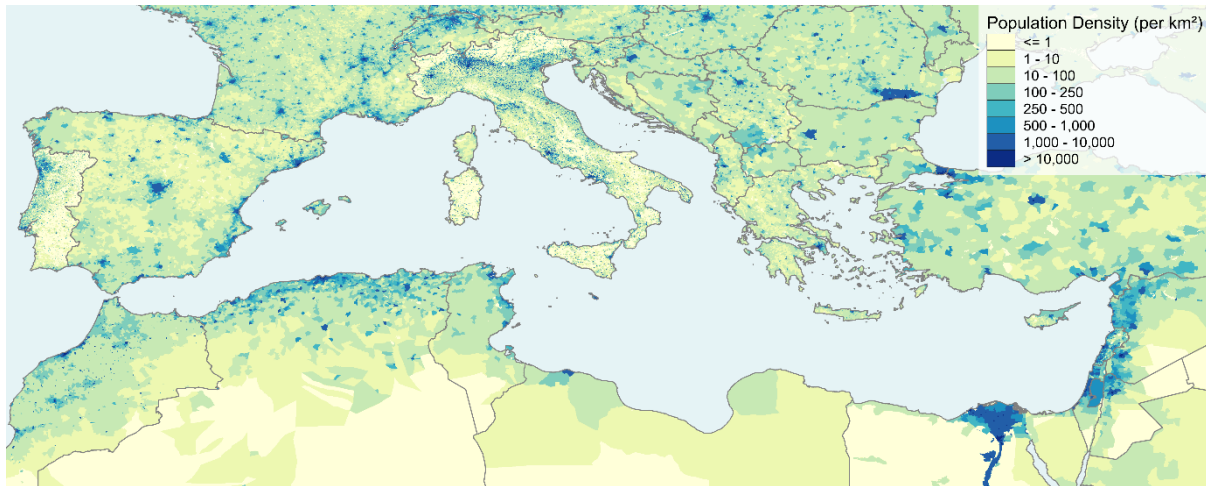 Population Density (per km²)
<= 1
1 - 10
10 - 100
100 - 250
250 - 500
500 - 1,000
1,000 - 10,000
> 10,000